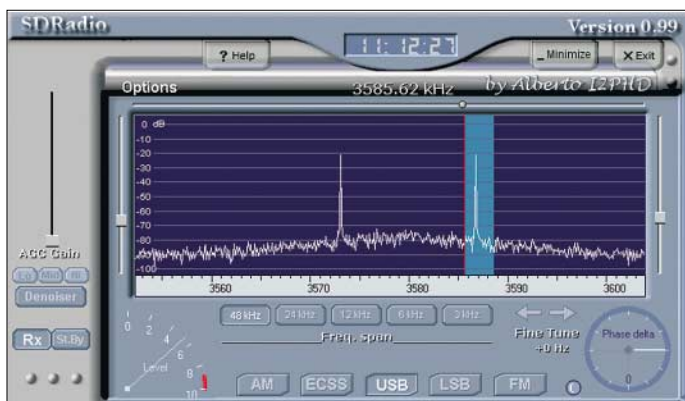 SDRadio
11:12:27
Version 0.99
? Help
_ Minimize
X Exit
Options
3585.62 kHz
by Alberto I2PHD
0 dB
-10
-20
-30
-40
-50
-60
-70
-80
-90
-100
3560 3570 3580 3590 3600
AGC Gain
Lo Mid Hi
Denoiser
Rx St.By
0 2 4 6 8 10
Level
48 kHz 24 kHz 12 kHz 6 kHz 3 kHz
Freq. span
Fine Tune
+0 Hz
Phase delta
0
AM ECSS USB LSB FM